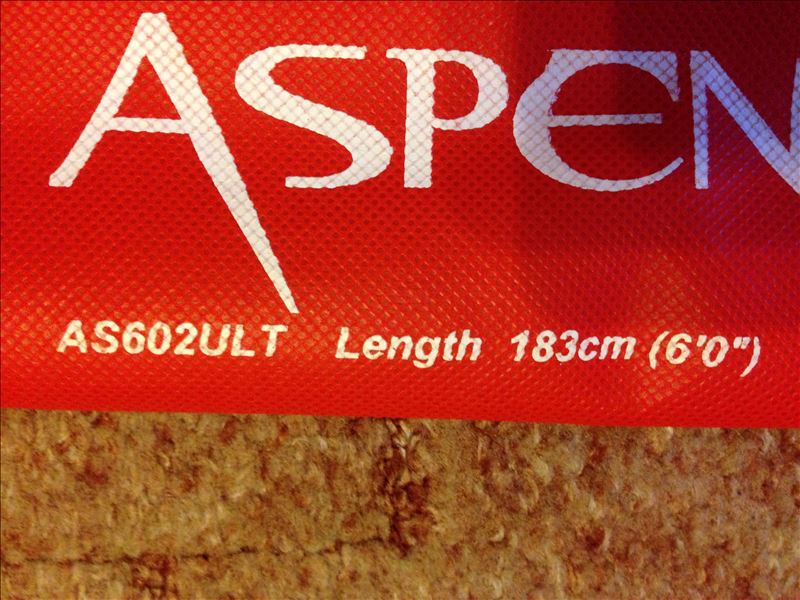 ASPEN
AS602ULT Length 183cm (6'0")